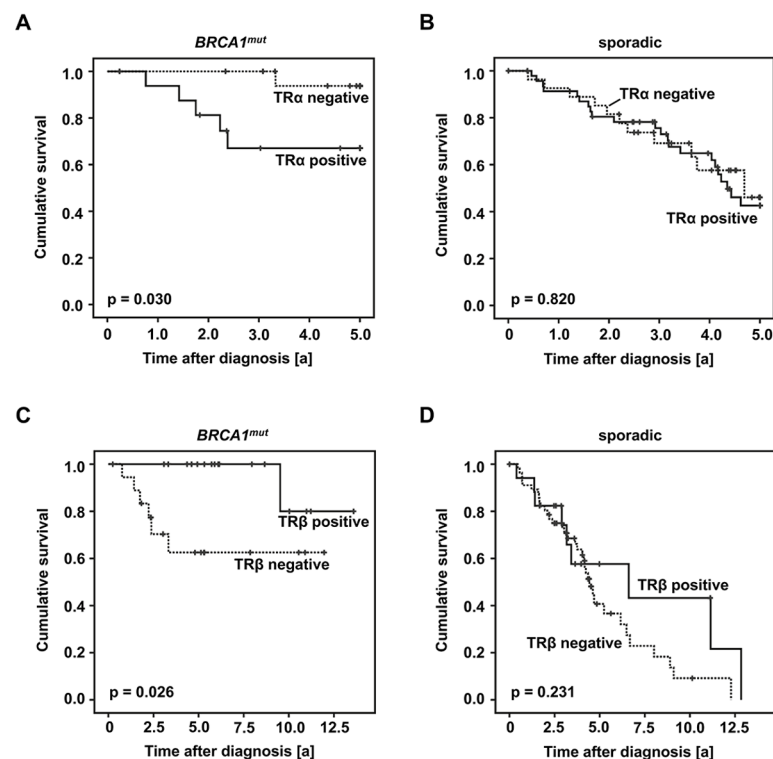 A
BRCA1mut
Cumulative survival
1.0
0.8
0.6
0.4
0.2
0.0
TRα negative
TRα positive
p = 0.030
0
1.0
2.0
3.0
4.0
5.0
Time after diagnosis [a]
B
sporadic
Cumulative survival
1.0
0.8
0.6
0.4
0.2
0.0
TRα negative
TRα positive
p = 0.820
0
1.0
2.0
3.0
4.0
5.0
Time after diagnosis [a]
C
BRCA1mut
Cumulative survival
1.0
0.8
0.6
0.4
0.2
0.0
TRβ positive
TRβ negative
p = 0.026
0
2.5
5.0
7.5
10.0
12.5
Time after diagnosis [a]
D
sporadic
Cumulative survival
1.0
0.8
0.6
0.4
0.2
0.0
TRβ positive
TRβ negative
p = 0.231
0
2.5
5.0
7.5
10.0
12.5
Time after diagnosis [a]